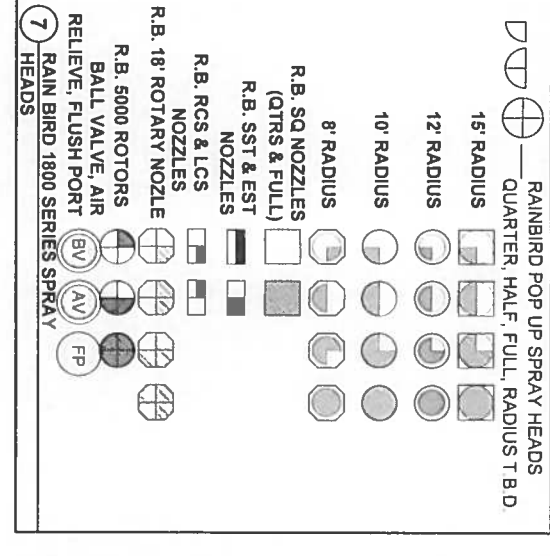 RAINBIRD POP UP SPRAY HEADS
QUARTER, HALF, FULL, RADIUS T.B.D.
15' RADIUS
12' RADIUS
10' RADIUS
8' RADIUS
R.B. SQ NOZZLES
(QTRS & FULL)
R.B. SST & EST
NOZZLES
R.B. RCS & LCS
NOZZLES
R.B. 18' ROTARY NOZLE
R.B. 5000 ROTORS
BALL VALVE, AIR
RELIEVE, FLUSH PORT
BV AV FP
7 RAIN BIRD 1800 SERIES SPRAY
HEADS